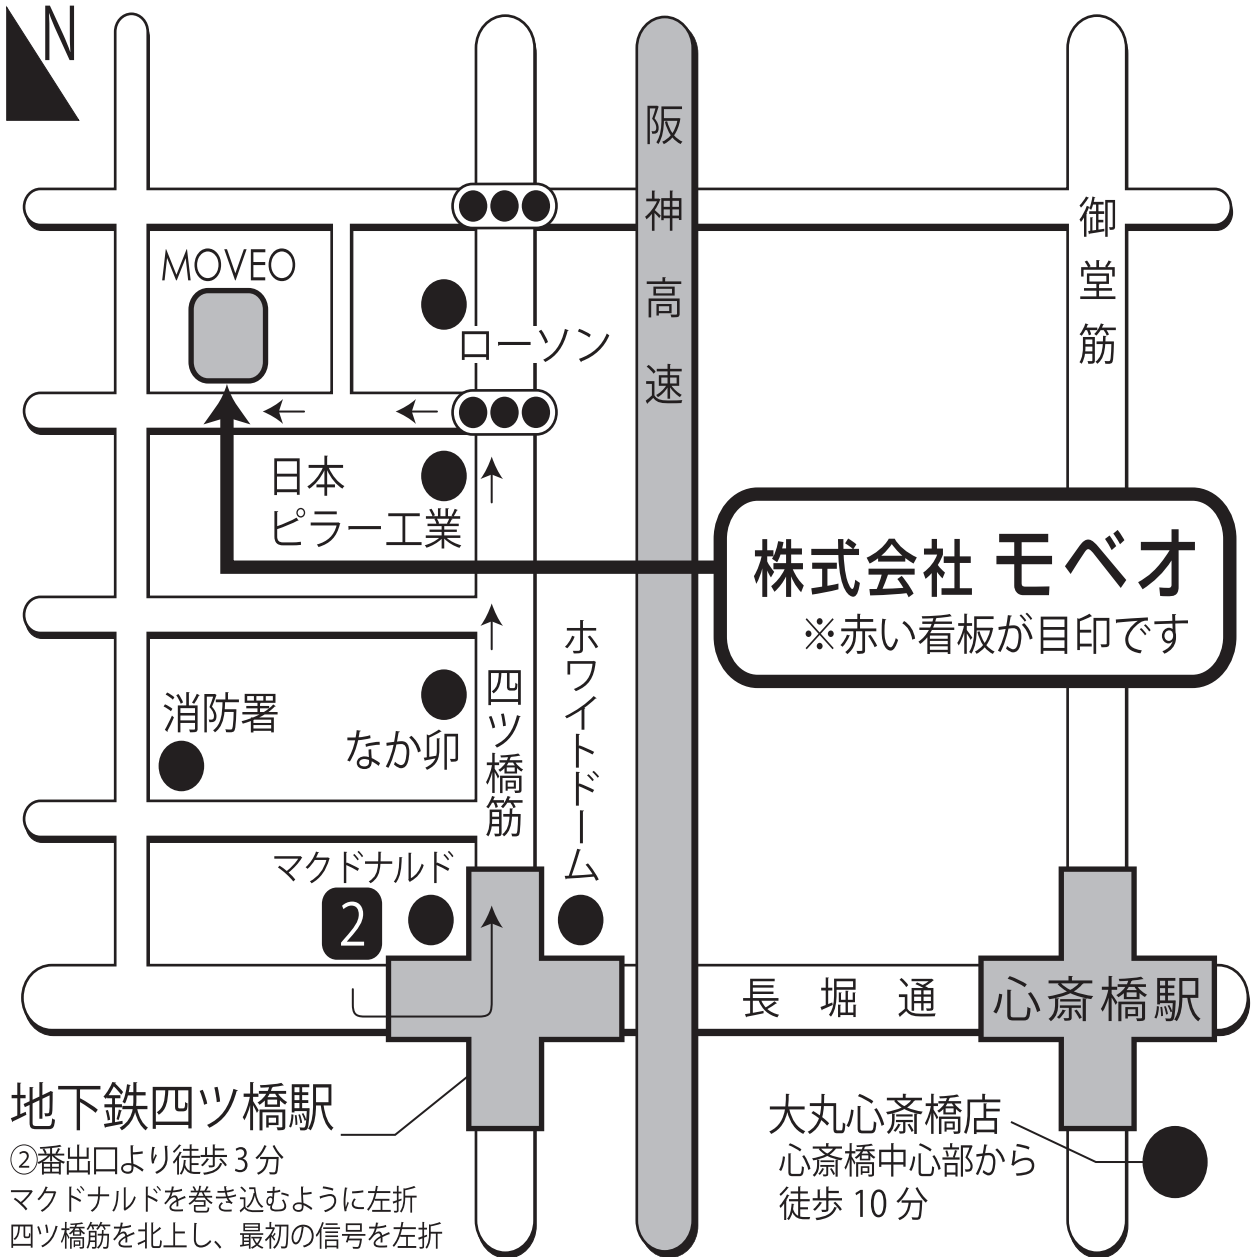 N
阪神高速
御堂筋
MOVEO
ローソン
日本
ピラー工業
株式会社 モベオ
※赤い看板が目印です
消防署
なか卯
四ツ橋筋
ホワイトドーム
マクドナルド
2
長堀通
心斎橋駅
地下鉄四ツ橋駅
②番出口より徒歩3分
マクドナルドを巻き込むように左折
四ツ橋筋を北上し、最初の信号を左折
大丸心斎橋店
心斎橋中心部から
徒歩10分